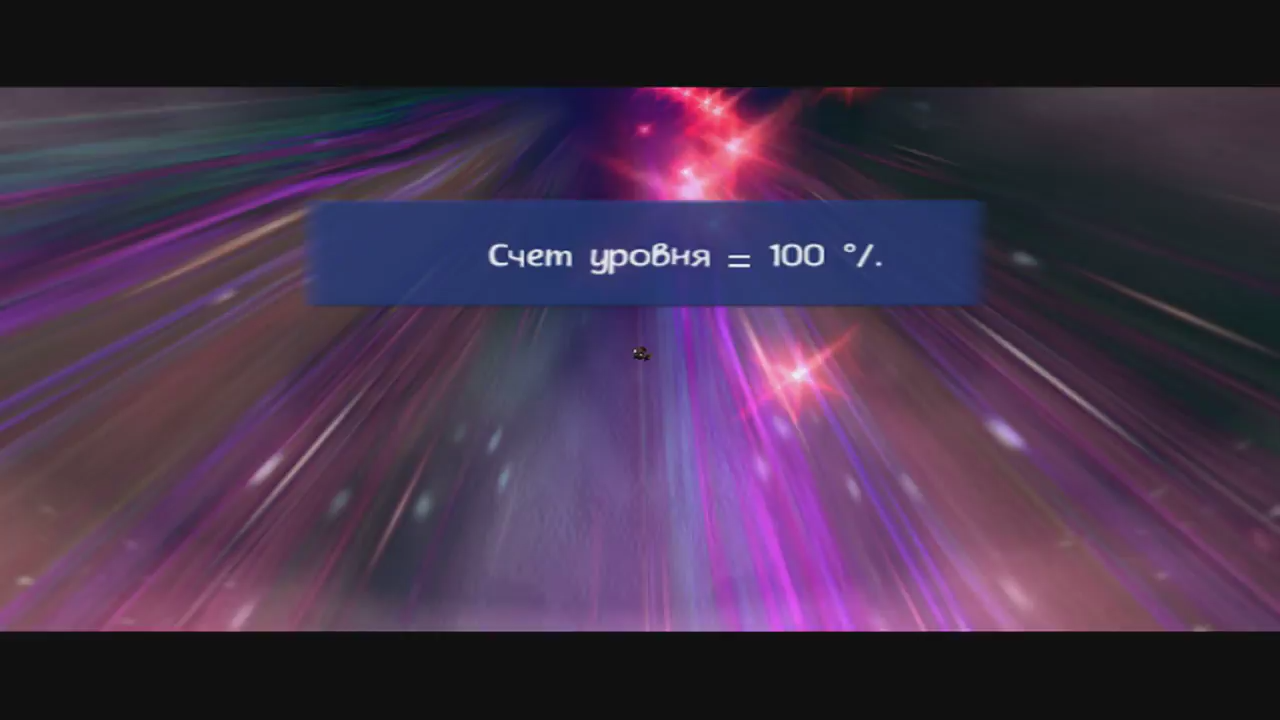 Счет уровня = 100 %.